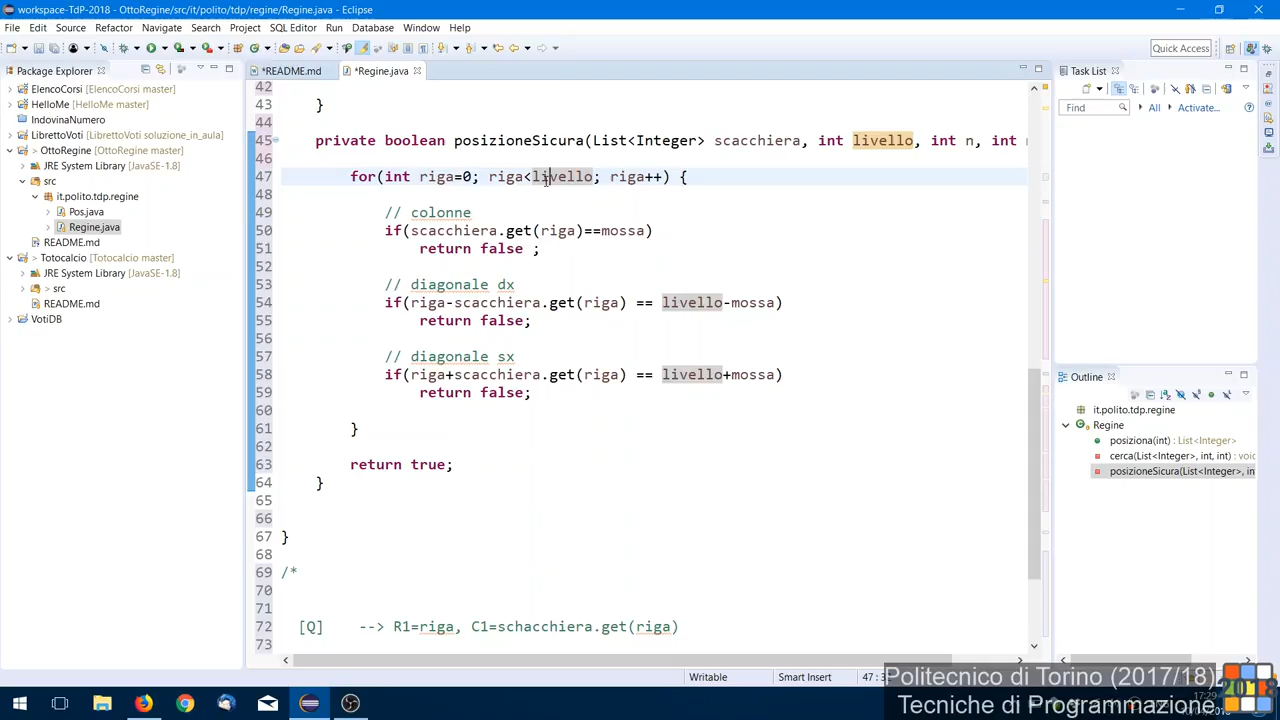 workspace-TdP-2018 - OttoRegine/src/it/polito/tdp/regine/Regine.java - Eclipse
File Edit Source Refactor Navigate Search Project SQL Editor Run Database Window Help
Quick Access
Package Explorer
*README.md
*Regine.java
Task List
ElencoCorsi [ElencoCorsi master]
HelloMe [HelloMe master]
IndovinaNumero
LibrettoVoti [LibrettoVoti soluzione_in_aula]
OttoRegine [OttoRegine master]
JRE System Library [JavaSE-1.8]
src
it.polito.tdp.regine
Pos.java
Regine.java
README.md
Totocalcio [Totocalcio master]
JRE System Library [JavaSE-1.8]
src
README.md
VotiDB
42
43 }
44
45 private boolean posizioneSicura(List<Integer> scacchiera, int livello, int n, int
46
47 for(int riga=0; riga<livello; riga++) {
48
49 // colonne
50 if(scacchiera.get(riga)==mossa)
51 return false ;
52
53 // diagonale dx
54 if(riga-scacchiera.get(riga) == livello-mossa)
55 return false;
56
57 // diagonale sx
58 if(riga+scacchiera.get(riga) == livello+mossa)
59 return false;
60
61 }
62
63 return true;
64 }
65
66
67 }
68
69 /*
70
71
72 [Q] --> R1=riga, C1=schacchiera.get(riga)
73
Find All Activate...
Outline
it.polito.tdp.regine
Regine
posiziona(int) : List<Integer>
cerca(List<Integer>, int, int) : voic
posizioneSicura(List<Integer>, in
Writable Smart Insert 47 : 3
Politecnico di Torino (2017/18)
Tecniche di Programmazione
2018
17:29